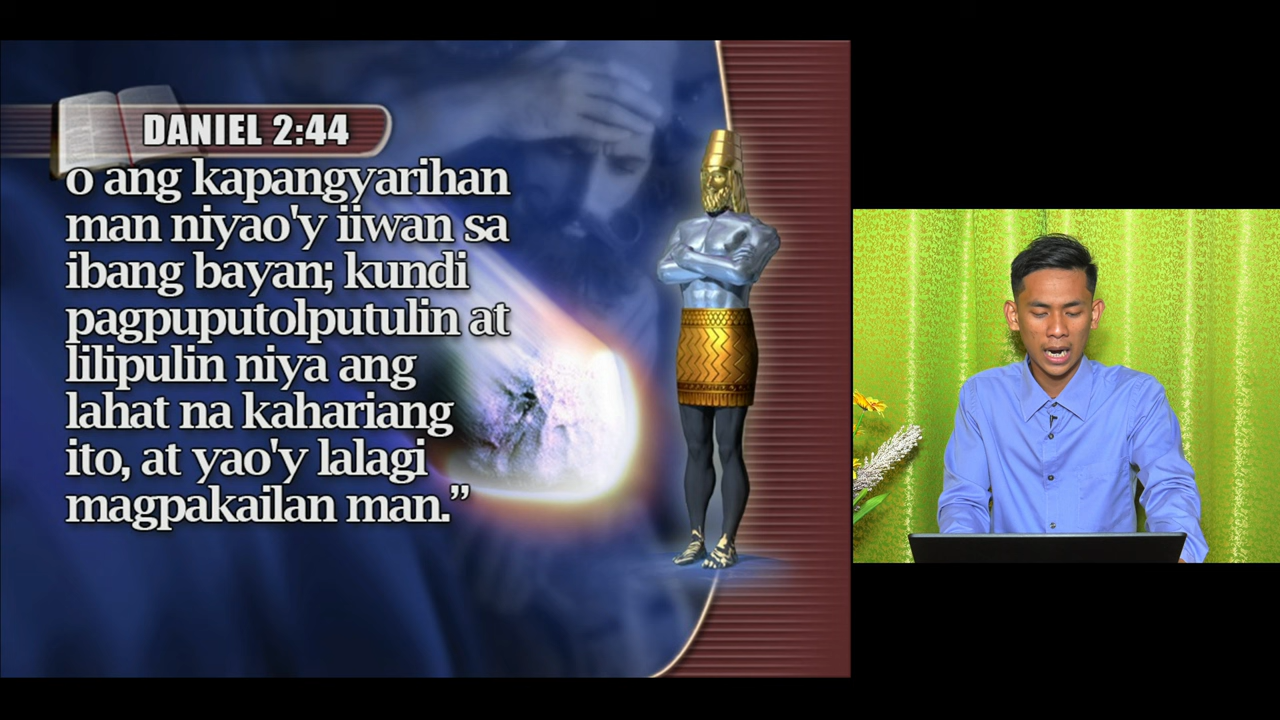 DANIEL 2:44
o ang kapangyarihan
man niyao'y iiwan sa
ibang bayan; kundi
pagpuputolputulin at
lilipulin niya ang
lahat na kahariang
ito, at yao'y lalagi
magpakailan man.”